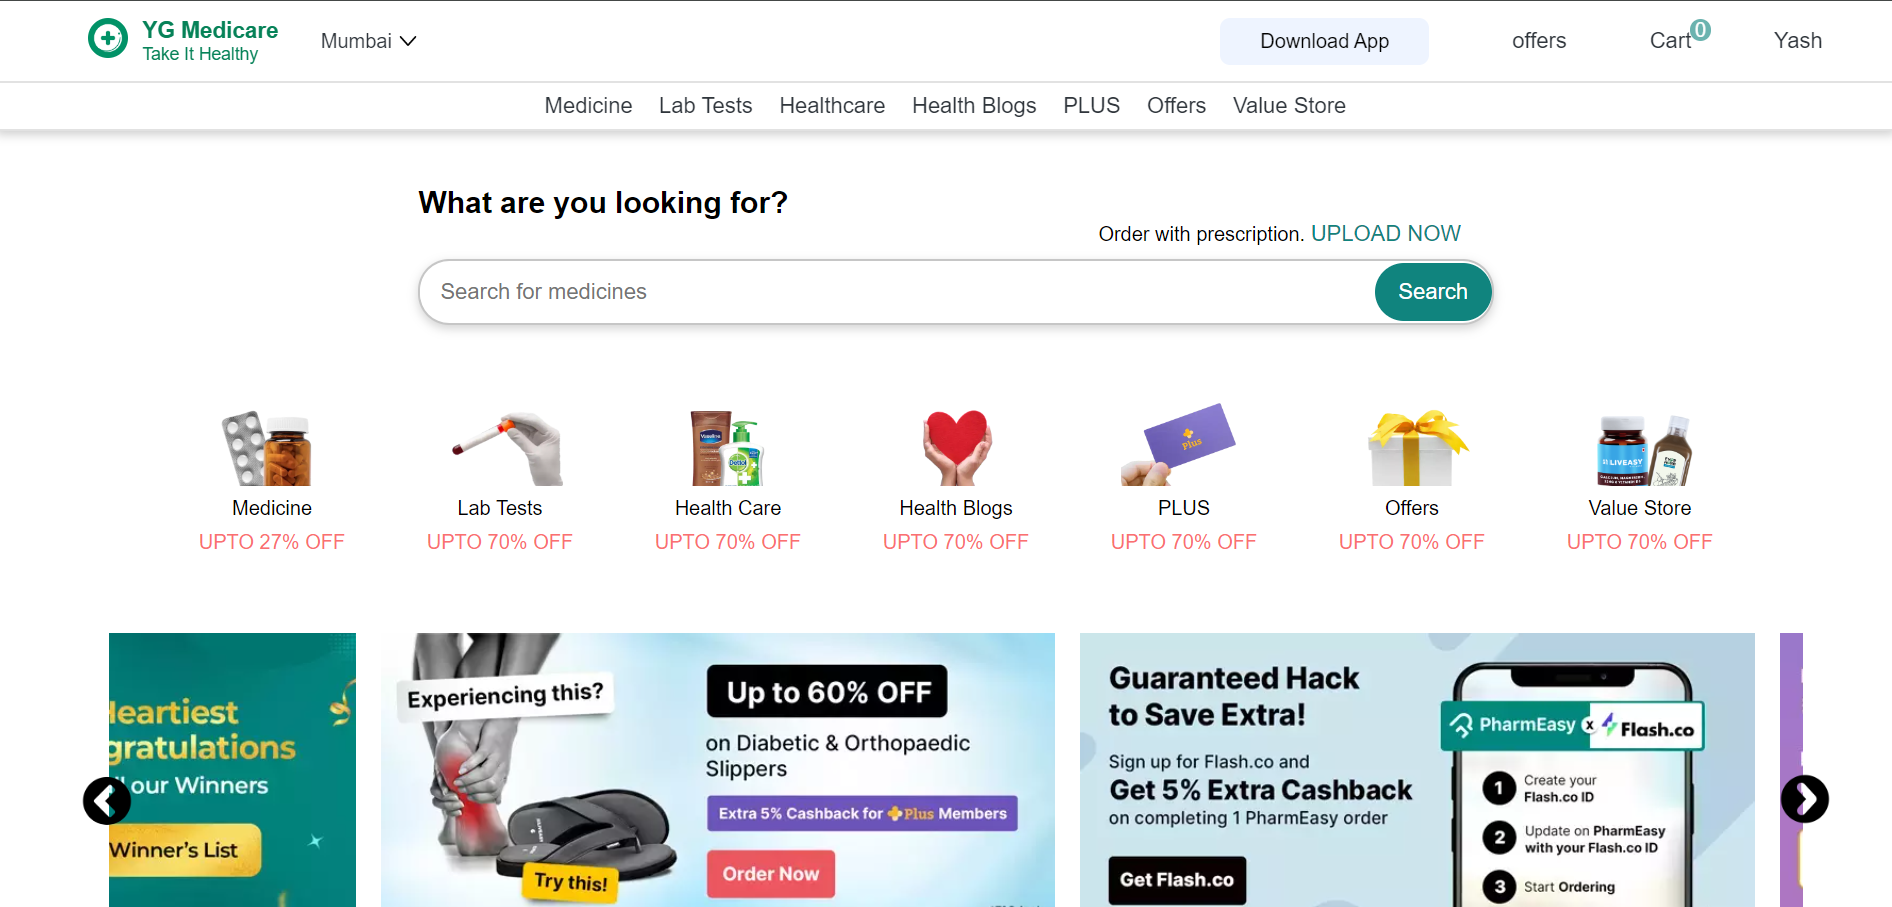 YG Medicare
Take It Healthy
Mumbai
Download App
offers
Cart
0
Yash
Medicine Lab Tests Healthcare Health Blogs PLUS Offers Value Store
What are you looking for?
Order with prescription. UPLOAD NOW
Search for medicines
Search
Vaseline
Dettol
Plus
LIVEASY
Medicine
UPTO 27% OFF
Lab Tests
UPTO 70% OFF
Health Care
UPTO 70% OFF
Health Blogs
UPTO 70% OFF
PLUS
UPTO 70% OFF
Offers
UPTO 70% OFF
Value Store
UPTO 70% OFF
leartiest
gratulations
our Winners
Winner's List
Experiencing this?
Try this!
Up to 60% OFF
on Diabetic & Orthopaedic
Slippers
Extra 5% Cashback for Plus Members
Order Now
Guaranteed Hack
to Save Extra!
Sign up for Flash.co and
Get 5% Extra Cashback
on completing 1 PharmEasy order
Get Flash.co
PharmEasy x Flash.co
1 Create your
Flash.co ID
2 Update on PharmEasy
with your Flash.co ID
3 Start Ordering